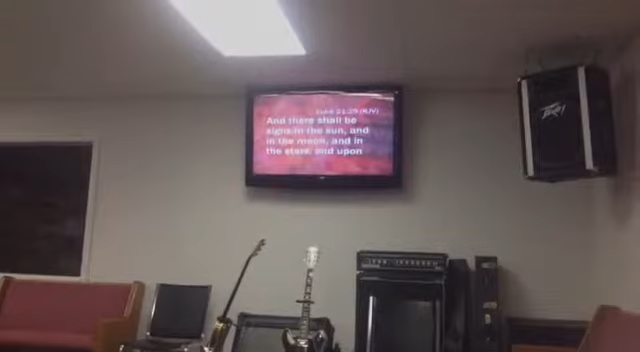 Luke 21:25 (KJV)
And there shall be
signs in the sun, and
in the moon, and in
the stars; and upon
PEAVEY